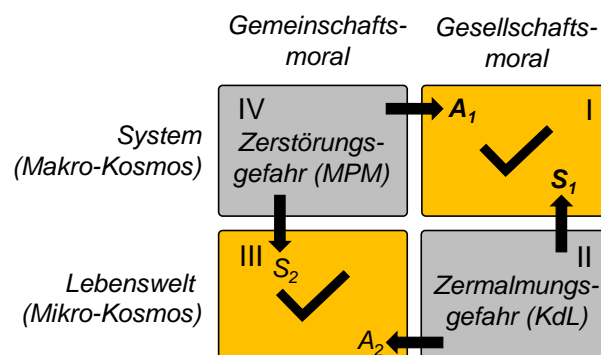 Gemeinschafts-
moral
Gesellschafts-
moral
System
(Makro-Kosmos)
IV
Zerstörungs-
gefahr (MPM)
A₁
I
S₁
Lebenswelt
(Mikro-Kosmos)
III
S₂
A₂
II
Zermalmungs-
gefahr (KdL)